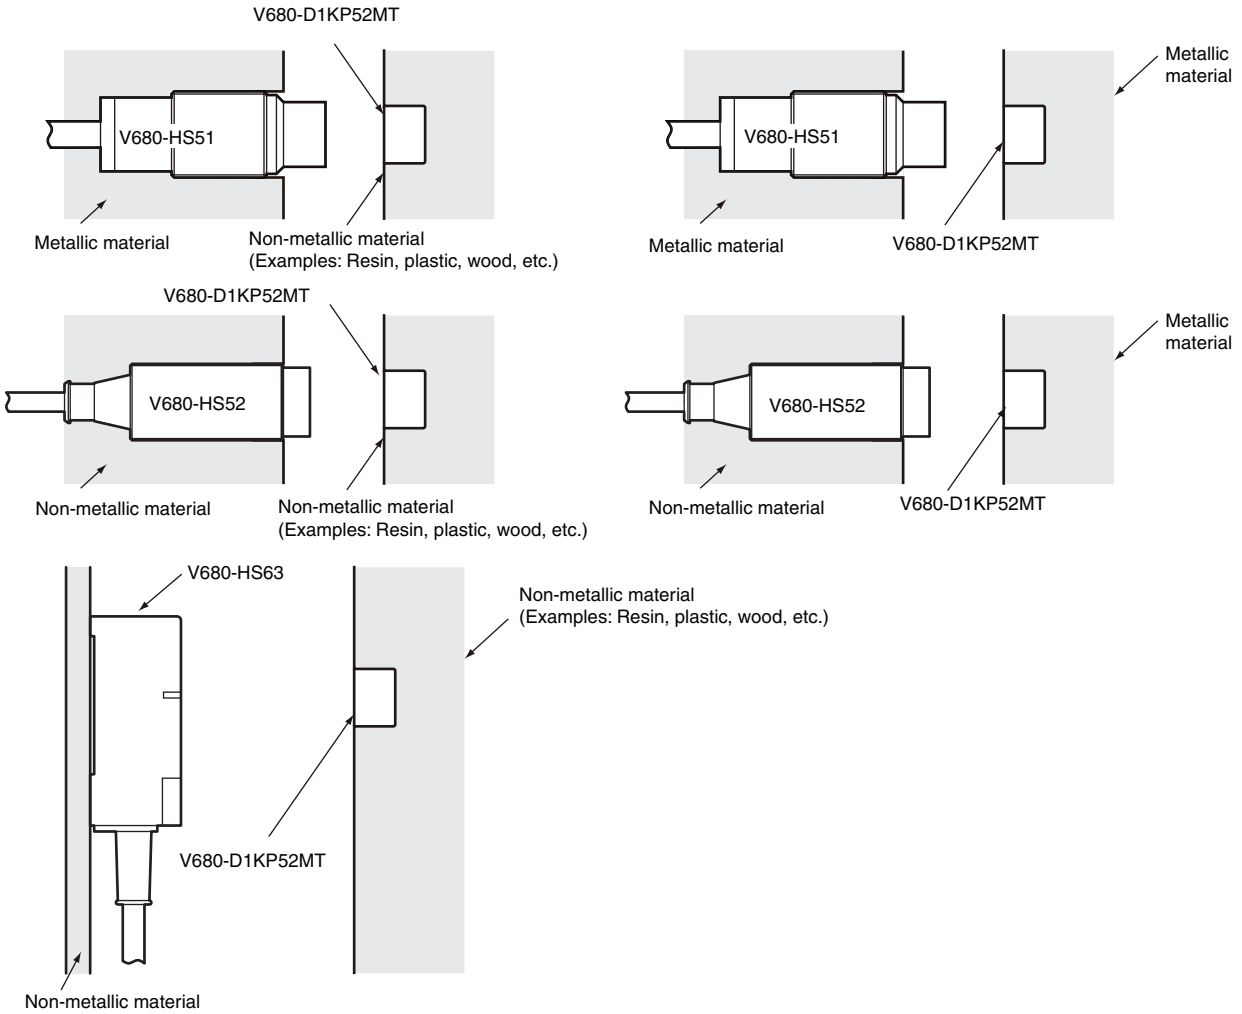 V680-D1KP52MT
V680-HS51
Metallic material
Non-metallic material
(Examples: Resin, plastic, wood, etc.)
Metallic
material
V680-HS51
Metallic material
V680-D1KP52MT
V680-D1KP52MT
V680-HS52
Non-metallic material
Non-metallic material
(Examples: Resin, plastic, wood, etc.)
Metallic
material
V680-HS52
Non-metallic material
V680-D1KP52MT
V680-HS63
Non-metallic material
(Examples: Resin, plastic, wood, etc.)
V680-D1KP52MT
Non-metallic material